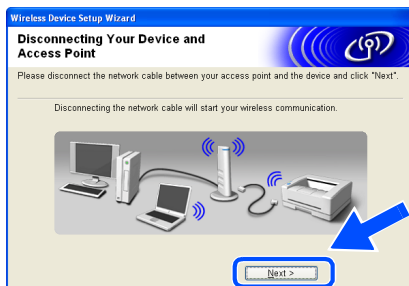 Wireless Device Setup Wizard
Disconnecting Your Device and
Access Point
Please disconnect the network cable between your access point and the device and click "Next".
Disconnecting the network cable will start your wireless communication.
Next >